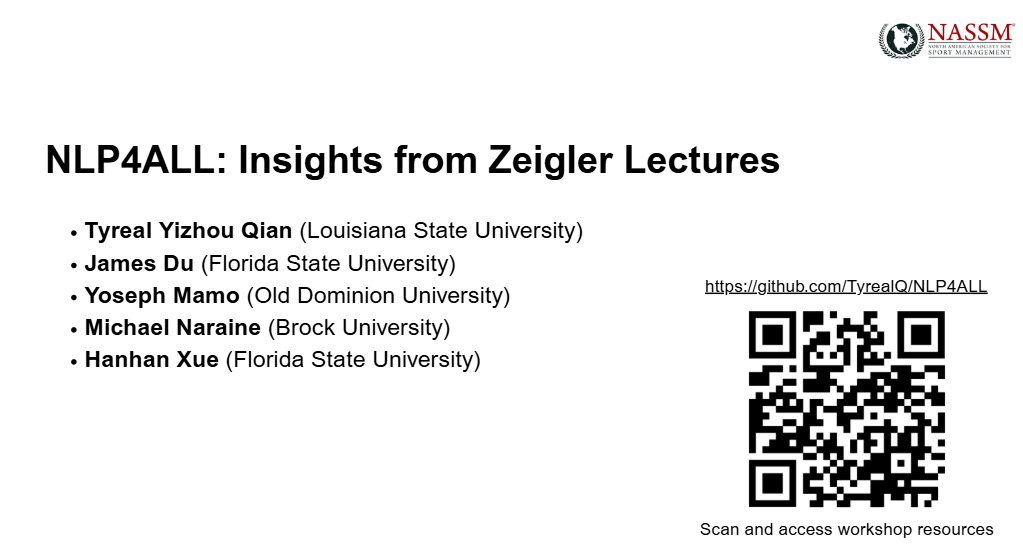 NASSM
NORTH AMERICAN SOCIETY FOR
SPORT MANAGEMENT
NLP4ALL: Insights from Zeigler Lectures
• Tyreal Yizhou Qian (Louisiana State University)
• James Du (Florida State University)
• Yoseph Mamo (Old Dominion University)
• Michael Naraine (Brock University)
• Hanhan Xue (Florida State University)
https://github.com/TyrealQ/NLP4ALL
Scan and access workshop resources